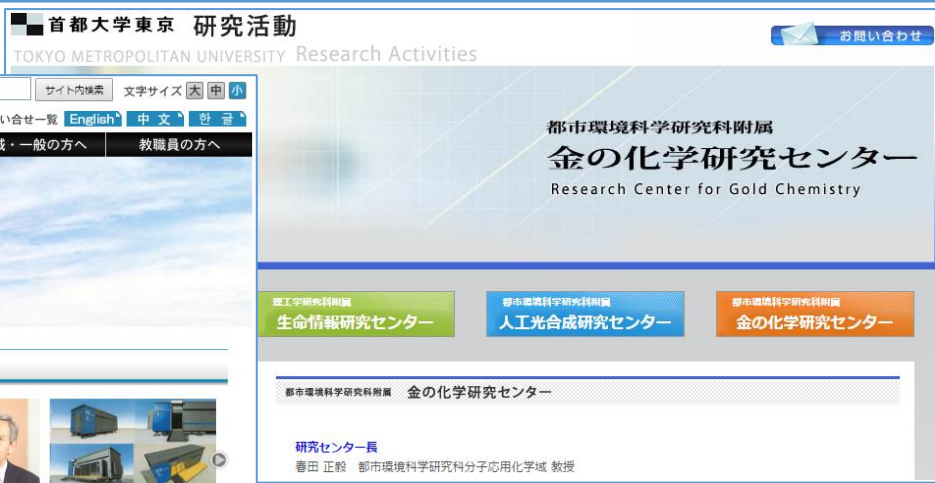 首都大学東京 研究活動
TOKYO METROPOLITAN UNIVERSITY Research Activities
お問い合わせ
サイト内検索 文字サイズ 大 中 小
い合せ一覧 English 中文 한글
・一般の方へ 教職員の方へ
都市環境科学研究科附属
金の化学研究センター
Research Center for Gold Chemistry
理工学研究科附属
生命情報研究センター
都市環境科学研究科附属
人工光合成研究センター
都市環境科学研究科附属
金の化学研究センター
都市環境科学研究科附属 金の化学研究センター
研究センター長
春田 正毅 都市環境科学研究科分子応用化学域 教授